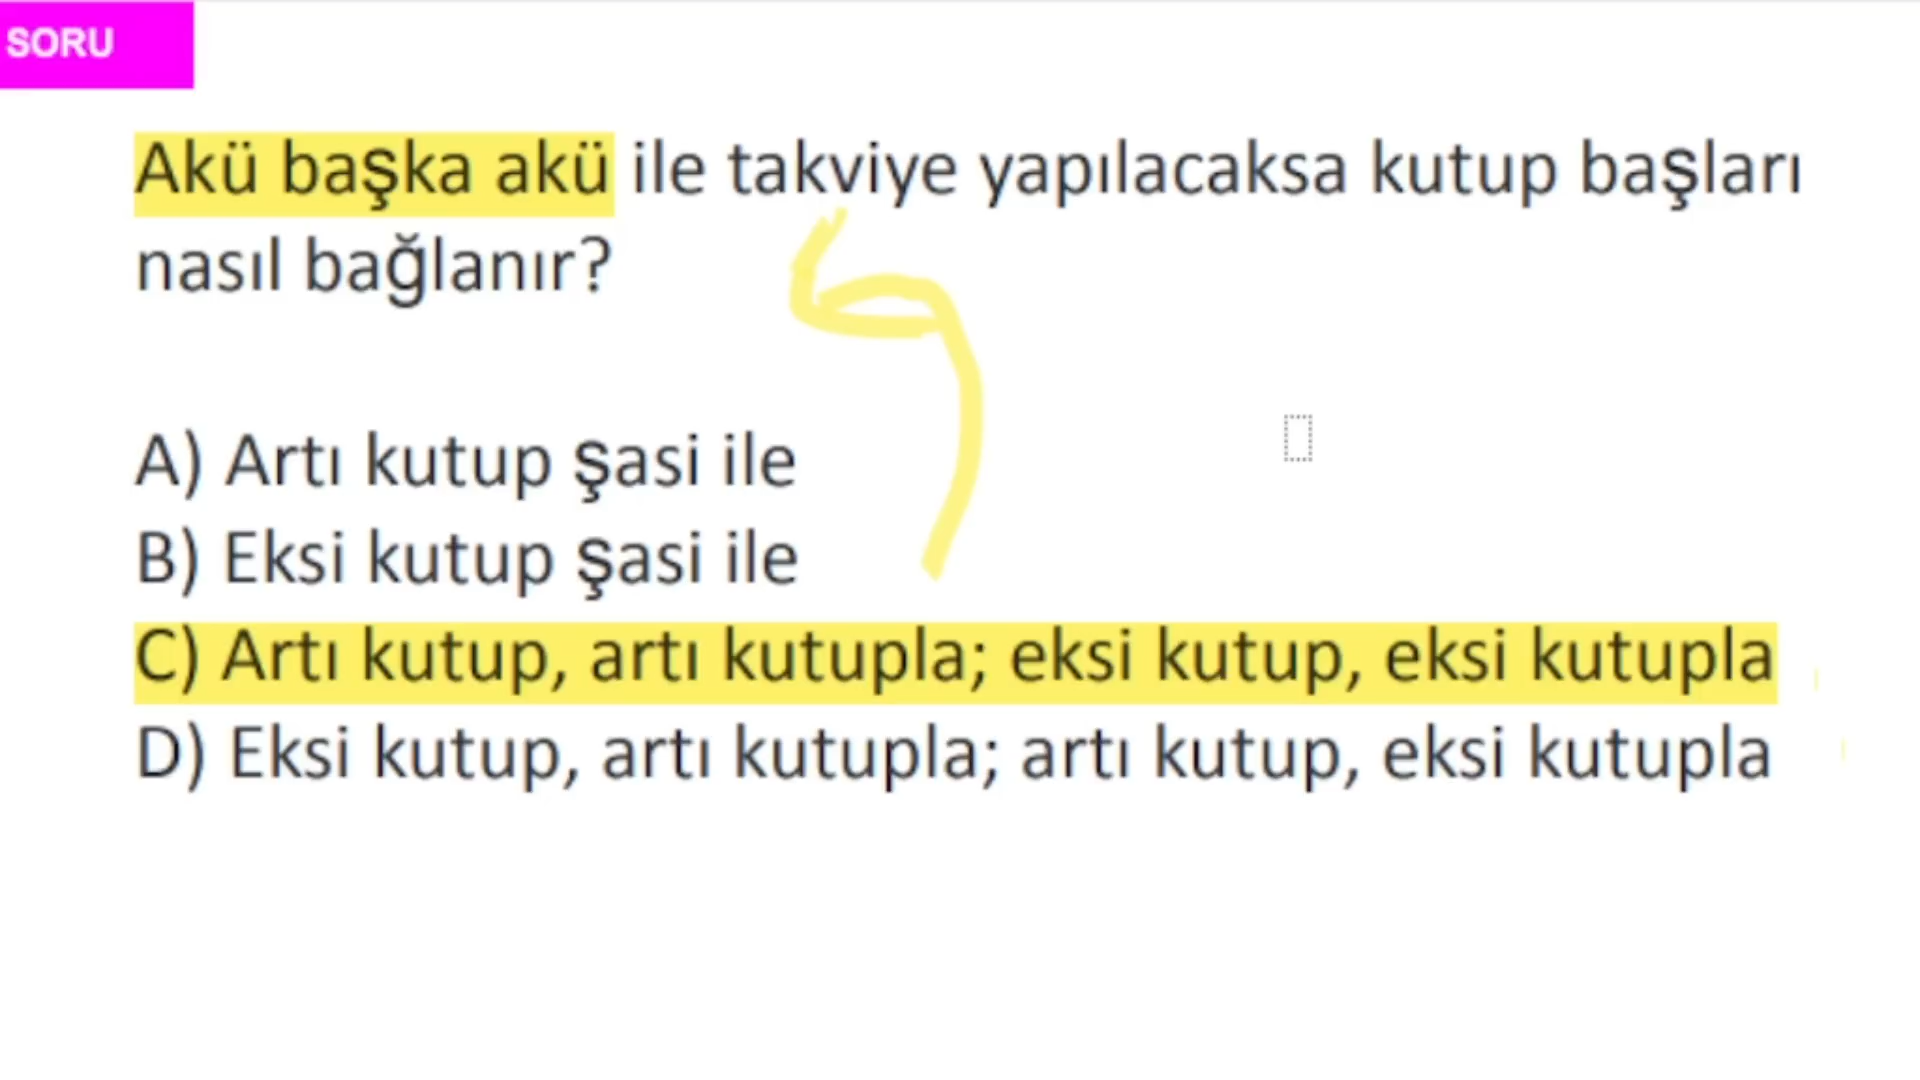 SORU
Akü başka akü ile takviye yapılacaksa kutup başları
nasıl bağlanır?
A) Artı kutup şasi ile
B) Eksi kutup şasi ile
C) Artı kutup, artı kutupla; eksi kutup, eksi kutupla
D) Eksi kutup, artı kutupla; artı kutup, eksi kutupla